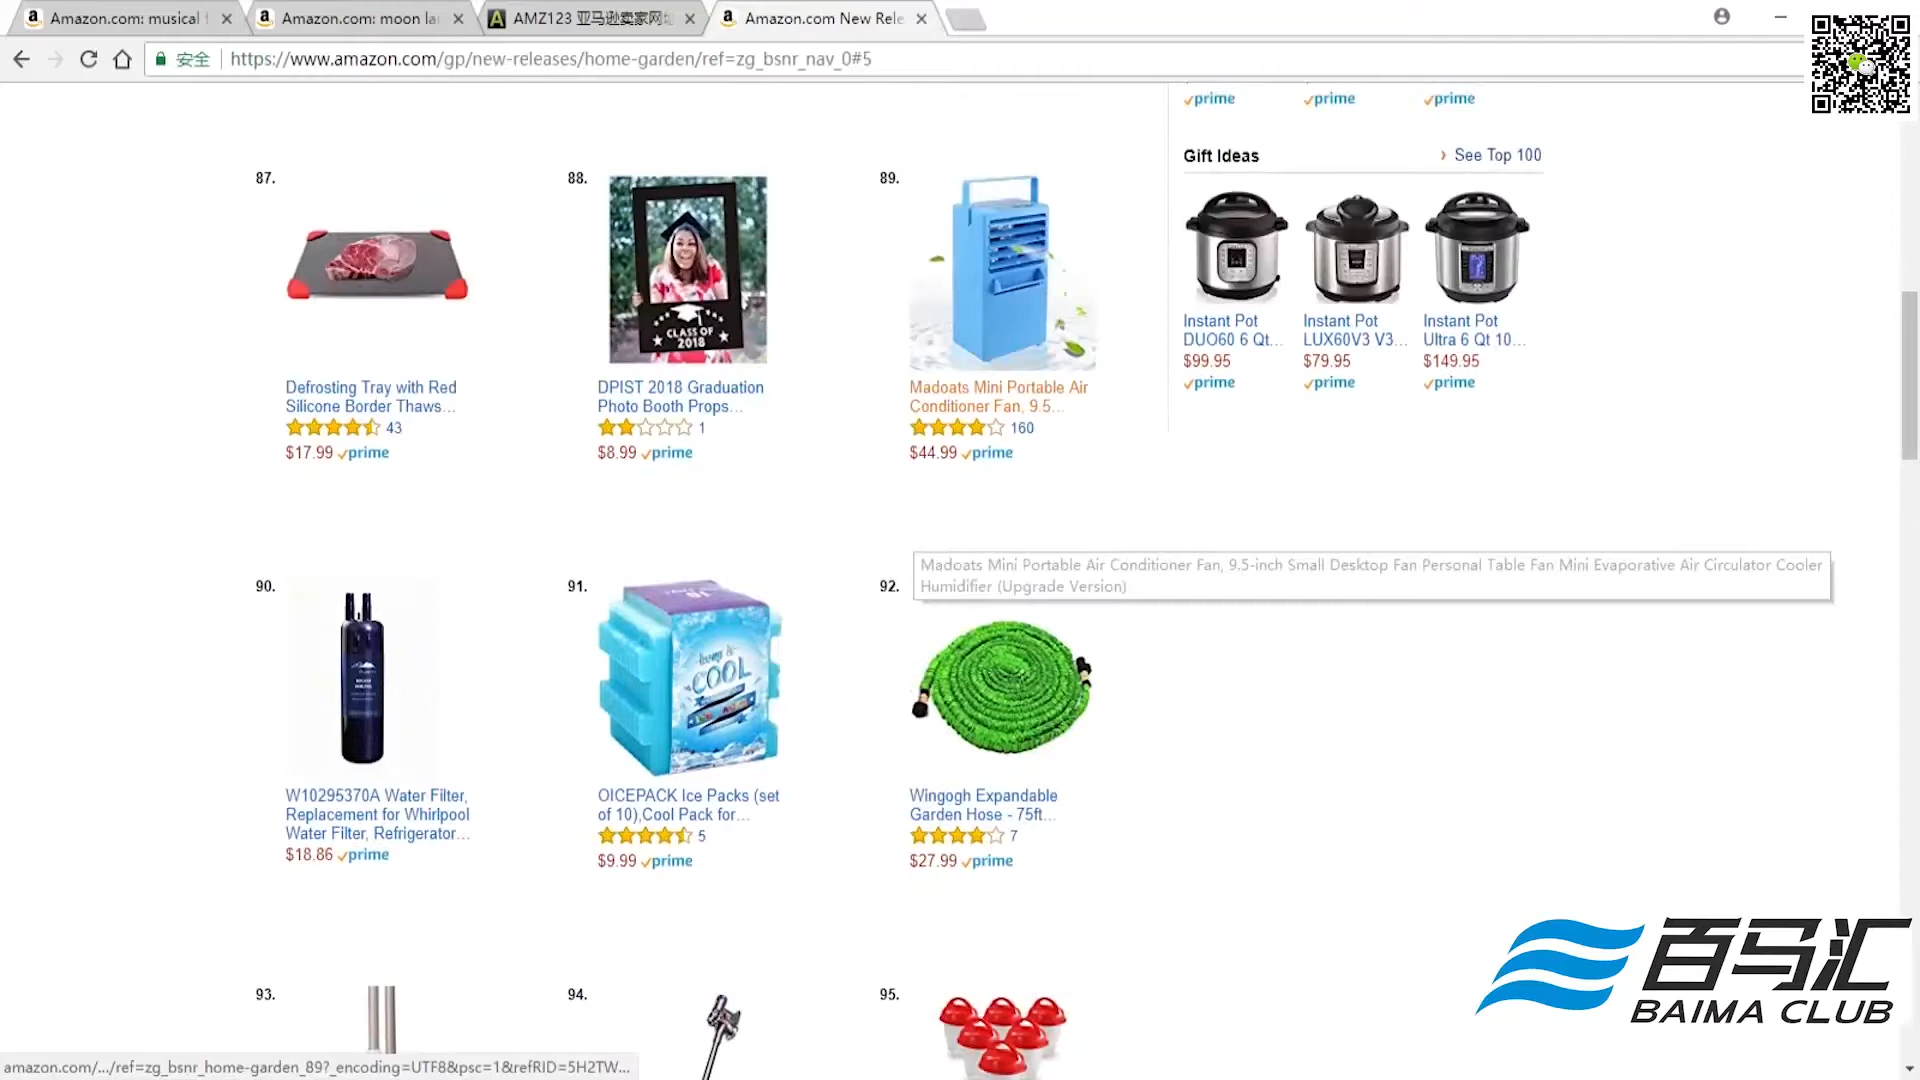 Amazon.com: musical
Amazon.com: moon la
AMZ123 亚马逊卖家网
Amazon.com New Rele
安全
https://www.amazon.com/gp/new-releases/home-garden/ref=zg_bsnr_nav_0#5
prime
prime
prime
Gift Ideas
› See Top 100
Instant Pot
DUO60 6 Qt...
$99.95
prime
Instant Pot
LUX60V3 V3...
$79.95
prime
Instant Pot
Ultra 6 Qt 10...
$149.95
prime
87.
Defrosting Tray with Red
Silicone Border Thaws...
43
$17.99 prime
88.
CLASS OF
2018
DPIST 2018 Graduation
Photo Booth Props...
1
$8.99 prime
89.
Madoats Mini Portable Air
Conditioner Fan, 9.5...
160
$44.99 prime
Madoats Mini Portable Air Conditioner Fan, 9.5-inch Small Desktop Fan Personal Table Fan Mini Evaporative Air Circulator Cooler
Humidifier (Upgrade Version)
90.
W10295370A Water Filter,
Replacement for Whirlpool
Water Filter, Refrigerator...
$18.86 prime
91.
COOL
OICEPACK Ice Packs (set
of 10),Cool Pack for...
5
$9.99 prime
92.
Wingogh Expandable
Garden Hose - 75ft...
7
$27.99 prime
93.
94.
95.
百马汇
BAIMA CLUB
amazon.com/.../ref=zg_bsnr_home-garden_89?_encoding=UTF8&psc=1&refRID=5H2TW...